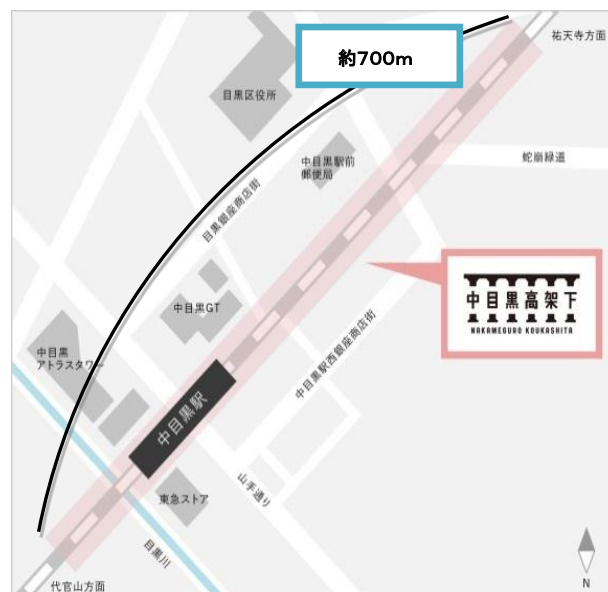 約700m
祐天寺方面
目黒区役所
中目黒駅前
郵便局
蛇崩緑道
目黒銀座商店街
中目黒高架下
NAKAMEGURO KOUKASHITA
中目黒GT
中目黒
アトラスタワー
中目黒駅西銀座商店街
中目黒駅
山手通り
東急ストア
目黒川
代官山方面
N